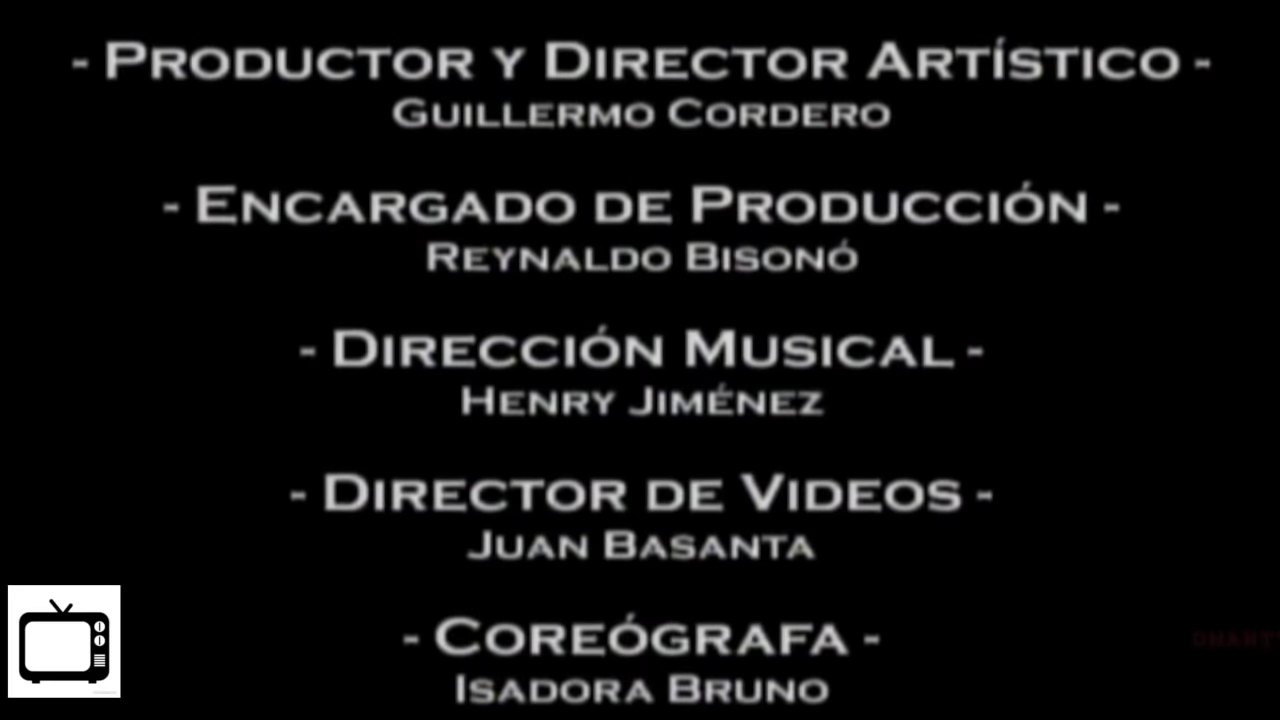 - Productor y Director Artístico -
Guillermo Cordero
- Encargado de Producción -
Reynaldo Bisonó
- Dirección Musical -
Henry Jiménez
- Director de Videos -
Juan Basanta
- Coreógrafa -
Isadora Bruno